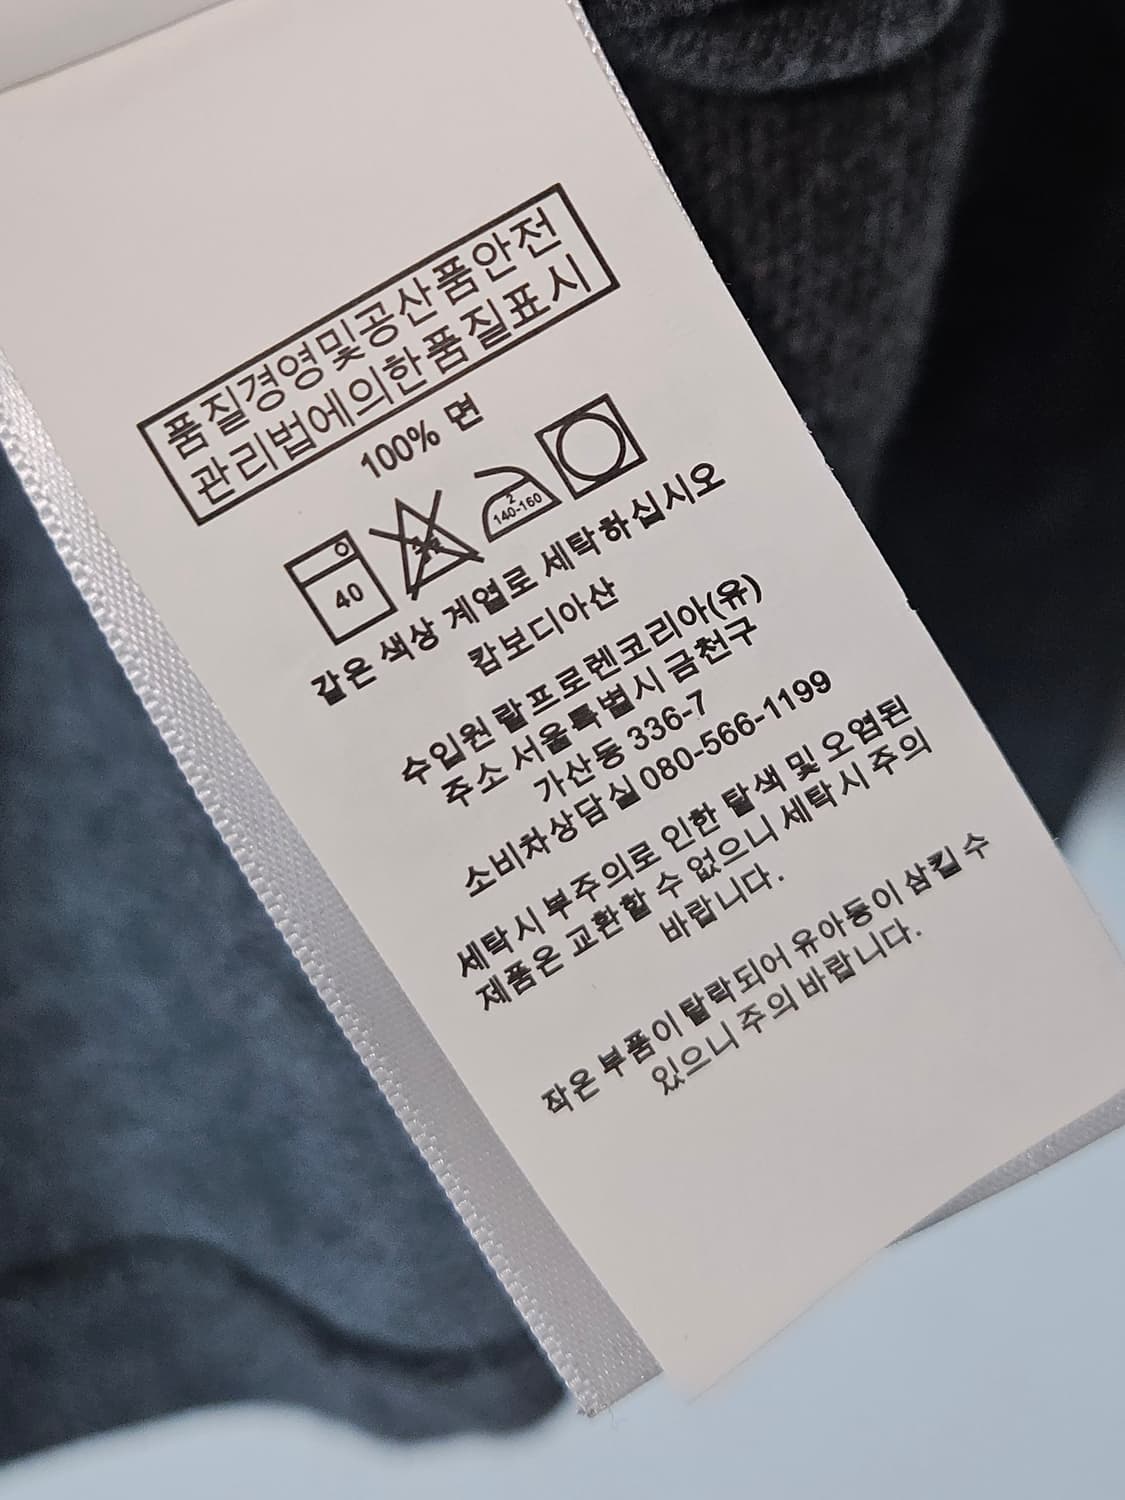 품질경영및공산품안전
관리법에의한품질표시
100% 면
40
2
140-160
같은 색상 계열로 세탁하십시오
캄보디아산
수입원 랄프로렌코리아(유)
주소 서울특별시 금천구
가산동 336-7
소비자상담실 080-566-1199
세탁시 부주의로 인한 탈색 및 오염된
제품은 교환할 수 없으니 세탁시 주의
바랍니다.
작은 부품이 탈락되어 유아동이 삼킬 수
있으니 주의 바랍니다.